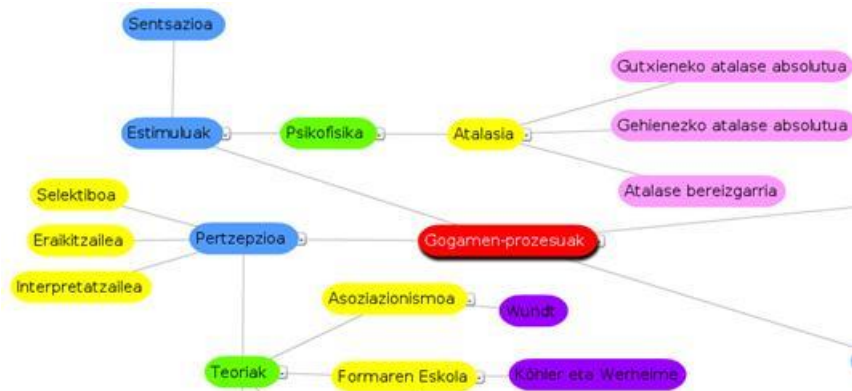 Sentsazioa
Gutxieneko atalase absolutua
Estimuluak
Psikofisika
Atalasia
Gehienezko atalase absolutua
Atalase bereizgarria
Selektiboa
Eraikitzailea
Pertzepzioa
Gogamen-prozesuak
Interpretatzailea
Asoziazionismoa
Wundt
Teoriak
Formaren Eskola
Köhler eta Werheime